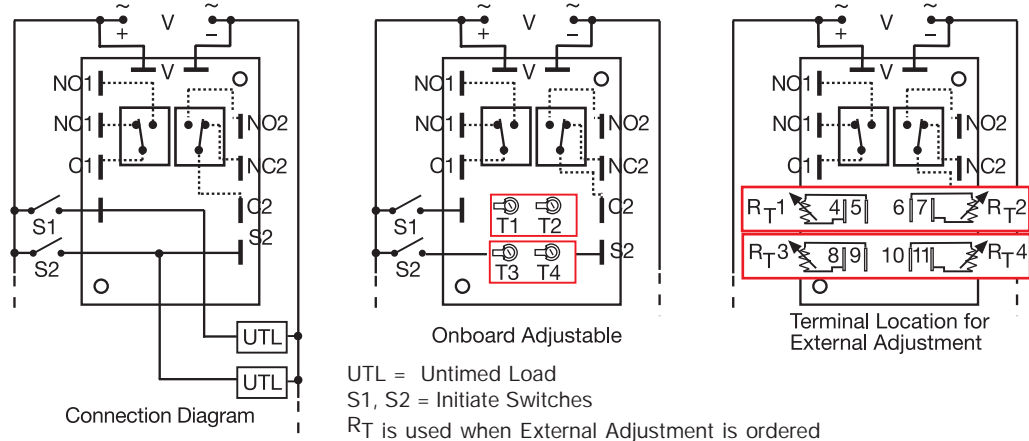 ~ V ~
+ −
V
NO1
NO1 NO2
C1 NC2
C2
S1 S2
S2
UTL
UTL
Connection Diagram
~ V ~
+ −
V
NO1
NO1 NO2
C1 NC2
C2
T1 T2
S1
S2
T3 T4
S2
Onboard Adjustable
~ V ~
+ −
V
NO1
NO1 NO2
C1 NC2
RT1 4 5 6 7 RT2
RT3 8 9 10 11 RT4
Terminal Location for
External Adjustment
UTL = Untimed Load
S1, S2 = Initiate Switches
RT is used when External Adjustment is ordered